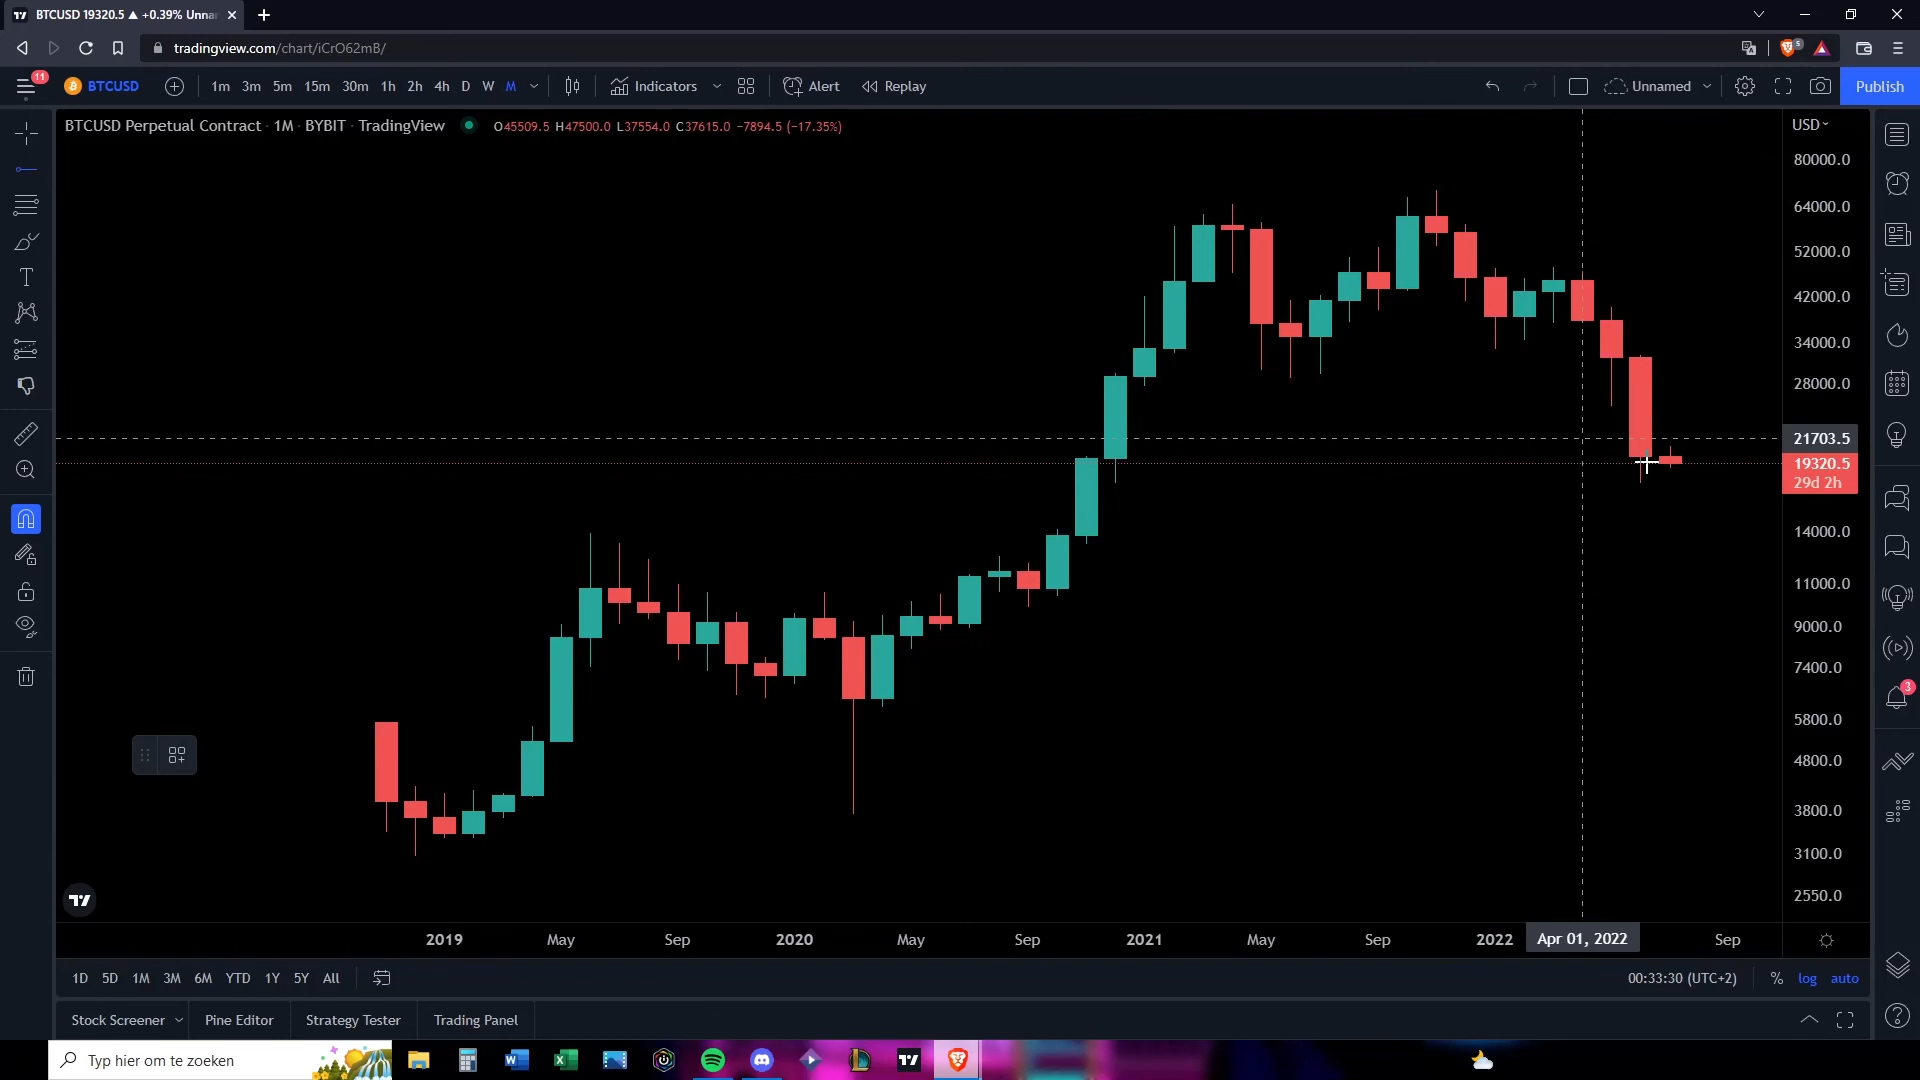 BTCUSD 19320.5 ▲ +0.39% Unna
tradingview.com/chart/iCrO62mB/
5
11
BTCUSD
1m 3m 5m 15m 30m 1h 2h 4h D W M
Indicators
Alert
Replay
Unnamed
Publish
BTCUSD Perpetual Contract · 1M · BYBIT · TradingView
O45509.5 H47500.0 L37554.0 C37615.0 −7894.5 (−17.35%)
USD
80000.0
64000.0
52000.0
42000.0
34000.0
28000.0
21703.5
19320.5
29d 2h
14000.0
11000.0
9000.0
7400.0
5800.0
4800.0
3800.0
3100.0
2550.0
3
2019 May Sep 2020 May Sep 2021 May Sep 2022 Apr 01, 2022 Sep
1D 5D 1M 3M 6M YTD 1Y 5Y All
00:33:30 (UTC+2) % log auto
Stock Screener Pine Editor Strategy Tester Trading Panel
Typ hier om te zoeken